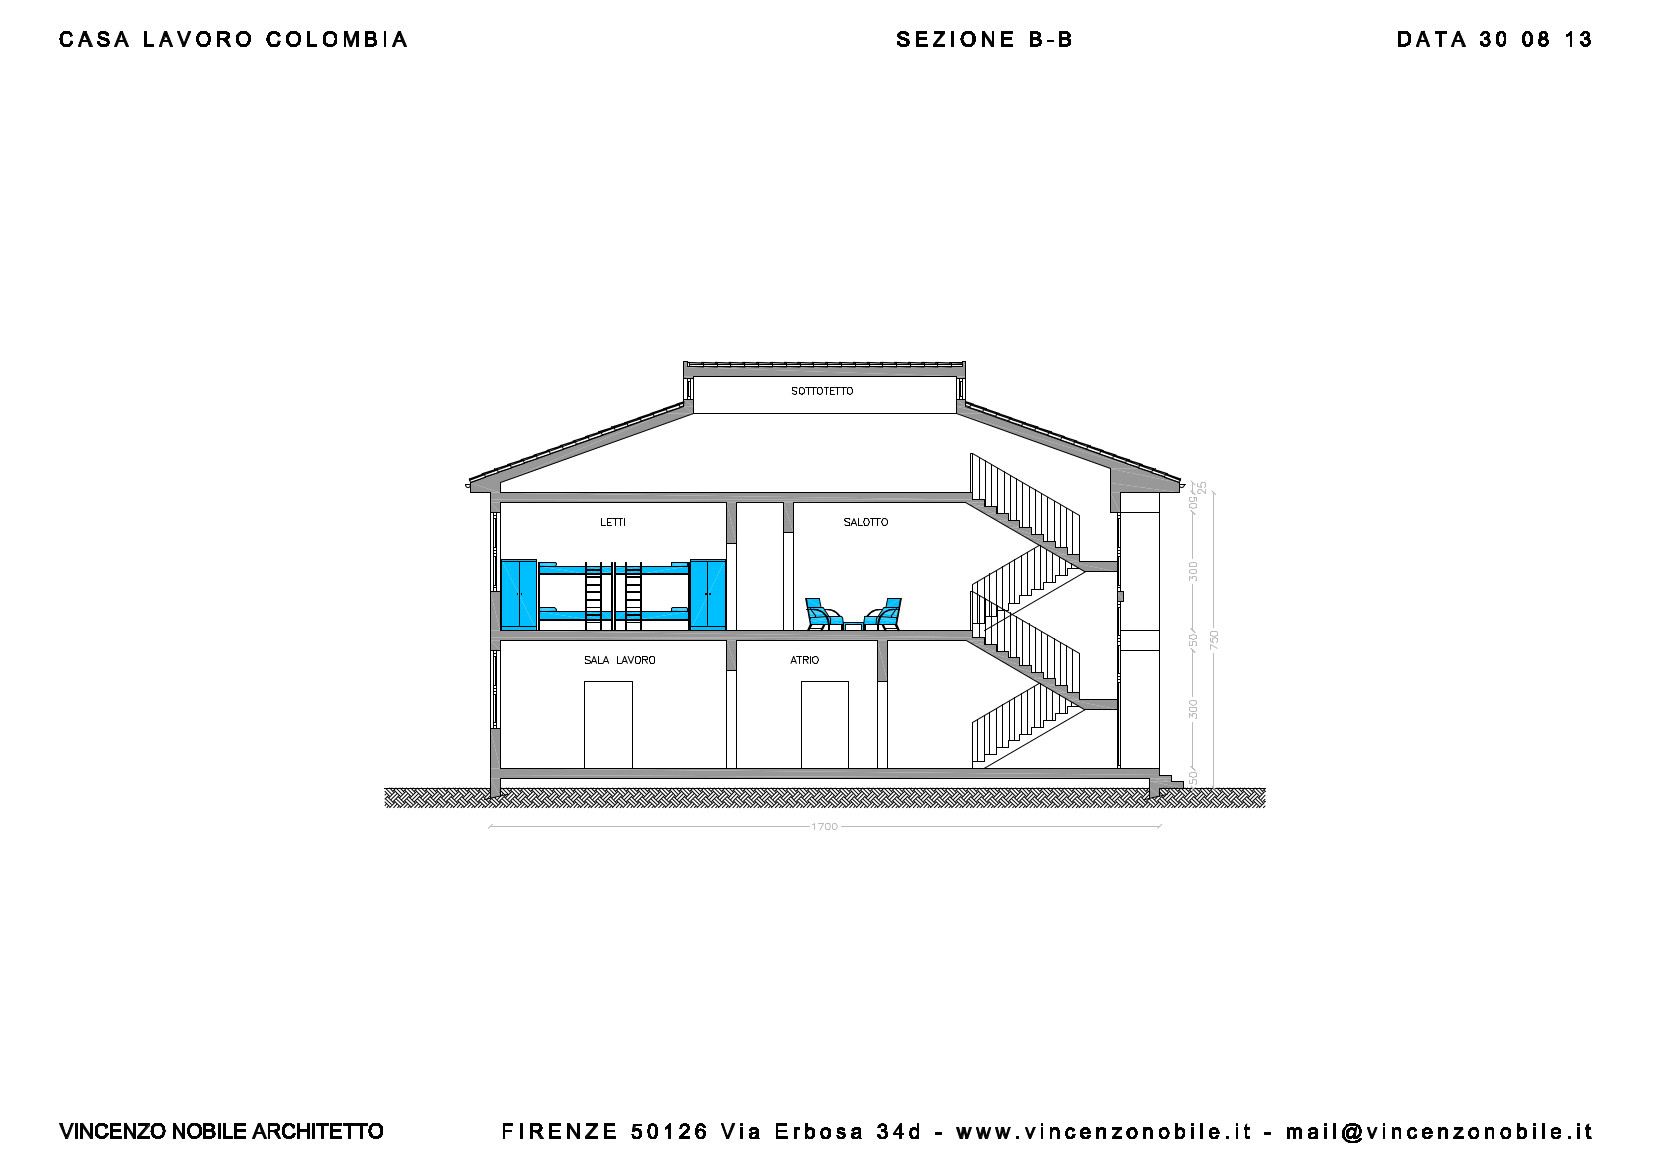 CASA LAVORO COLOMBIA SEZIONE B-B DATA 30 08 13
SOTTOTETTO
25
50
LETTI SALOTTO
300
50
750
SALA LAVORO ATRIO
300
50
1700
VINCENZO NOBILE ARCHITETTO FIRENZE 50126 Via Erbosa 34d - www.vincenzonobile.it - mail@vincenzonobile.it